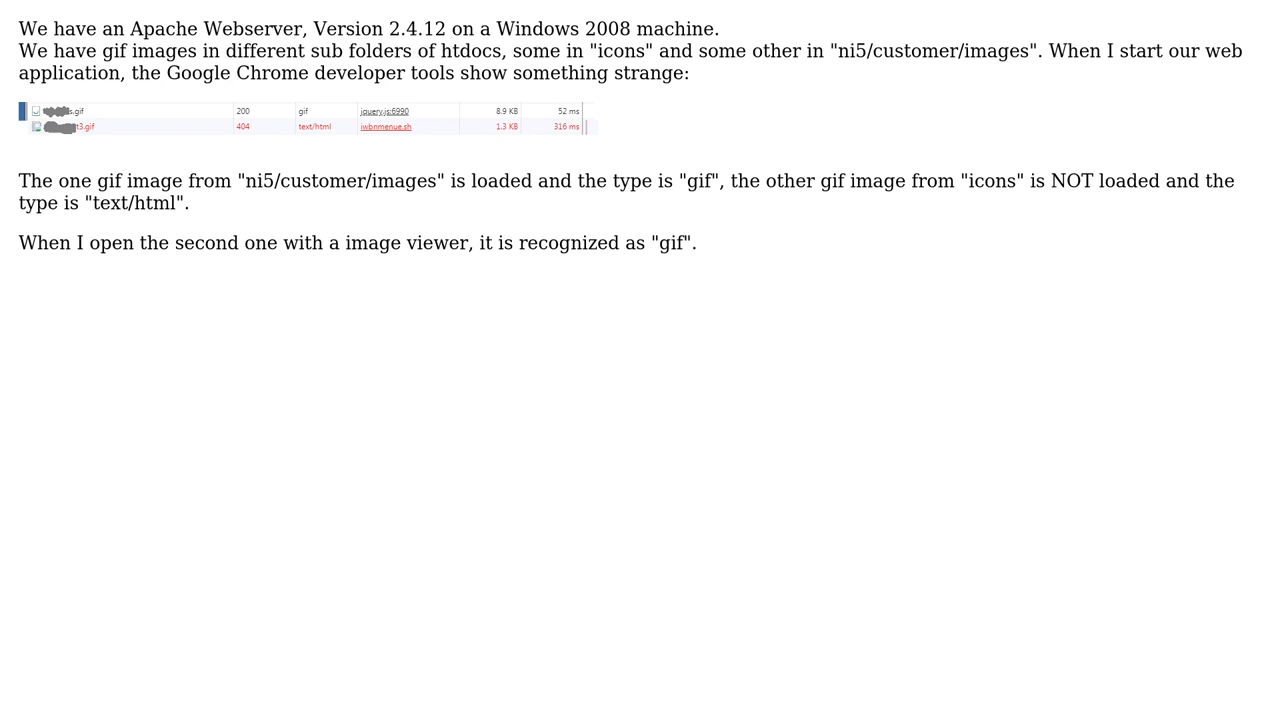 We have an Apache Webserver, Version 2.4.12 on a Windows 2008 machine.
We have gif images in different sub folders of htdocs, some in "icons" and some other in "ni5/customer/images". When I start our web
application, the Google Chrome developer tools show something strange:
s.gif 200 gif jquery.js:6990 8.9 KB 52 ms
t3.gif 404 text/html iwbnmenue.sh 1.3 KB 316 ms
The one gif image from "ni5/customer/images" is loaded and the type is "gif", the other gif image from "icons" is NOT loaded and the
type is "text/html".
When I open the second one with a image viewer, it is recognized as "gif".